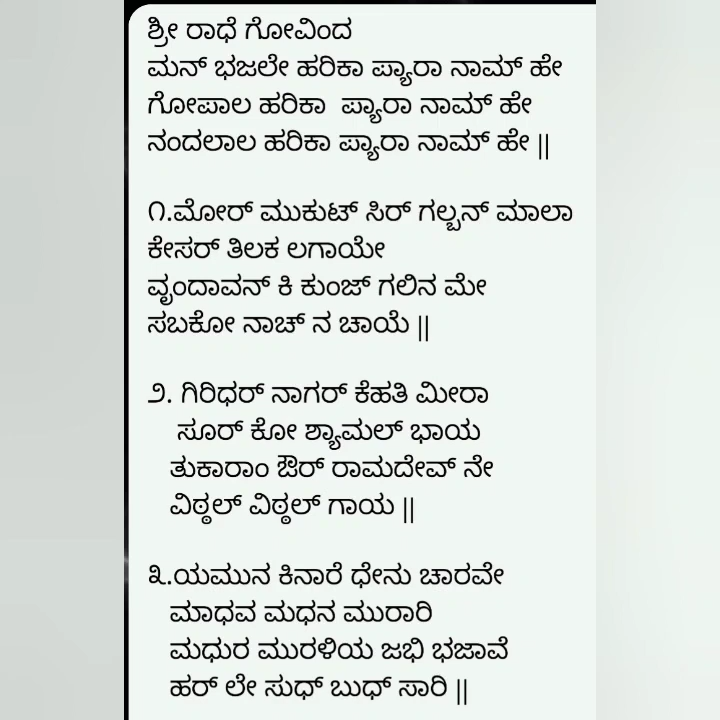 ಶ್ರೀ ರಾಧೆ ಗೋವಿಂದ
ಮನ್ ಭಜಲೇ ಹರಿಕಾ ಪ್ಯಾರಾ ನಾಮ್ ಹೇ
ಗೋಪಾಲ ಹರಿಕಾ ಪ್ಯಾರಾ ನಾಮ್ ಹೇ
ನಂದಲಾಲ ಹರಿಕಾ ಪ್ಯಾರಾ ನಾಮ್ ಹೇ ||
೧.ಮೋರ್ ಮುಕುಟ್ ಸಿರ್ ಗಲ್ಬನ್ ಮಾಲಾ
ಕೇಸರ್ ತಿಲಕ ಲಗಾಯೇ
ವೃಂದಾವನ್ ಕಿ ಕುಂಜ್ ಗಲಿನ ಮೇ
ಸಬಕೋ ನಾಚ್ ನ ಚಾಯೆ ||
೨. ಗಿರಿಧರ್ ನಾಗರ್ ಕೆಹತಿ ಮೀರಾ
ಸೂರ್ ಕೋ ಶ್ಯಾಮಲ್ ಭಾಯ
ತುಕಾರಾಂ ಔರ್ ರಾಮದೇವ್ ನೇ
ವಿಠ್ಠಲ್ ವಿಠ್ಠಲ್ ಗಾಯ ||
೩.ಯಮುನ ಕಿನಾರೆ ಧೇನು ಚಾರವೇ
ಮಾಧವ ಮಧನ ಮುರಾರಿ
ಮಧುರ ಮುರಳಿಯ ಜಭಿ ಭಜಾವೆ
ಹರ್ ಲೇ ಸುಧ್ ಬುಧ್ ಸಾರಿ ||